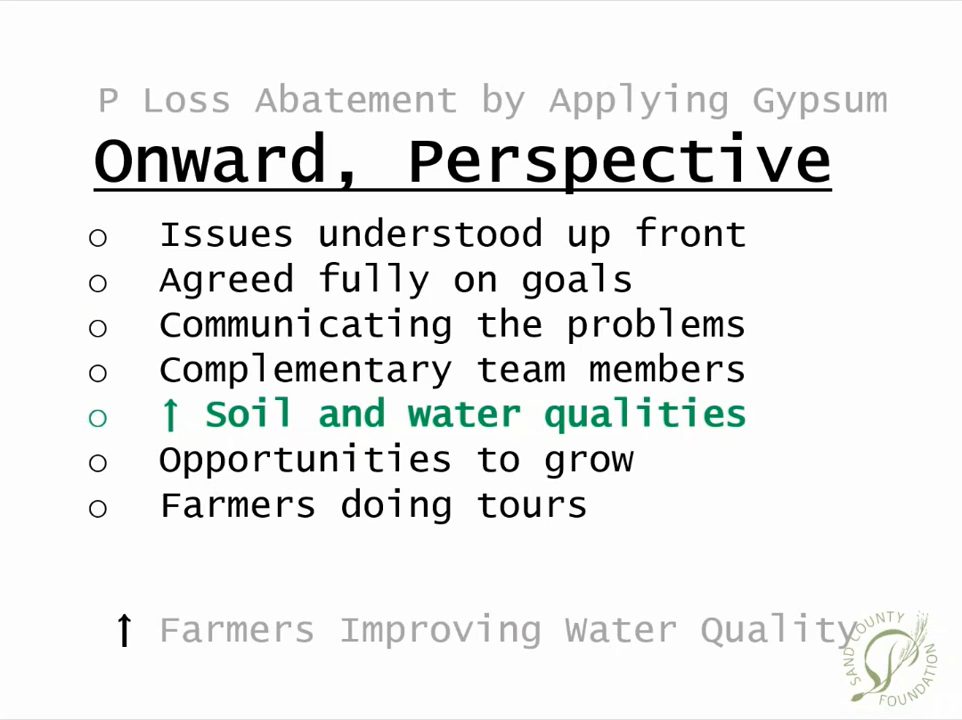 P Loss Abatement by Applying Gypsum
Onward, Perspective
○ Issues understood up front
○ Agreed fully on goals
○ Communicating the problems
○ Complementary team members
○ ↑ Soil and water qualities
○ Opportunities to grow
○ Farmers doing tours
↑ Farmers Improving Water Quality
SAND COUNTY FOUNDATION